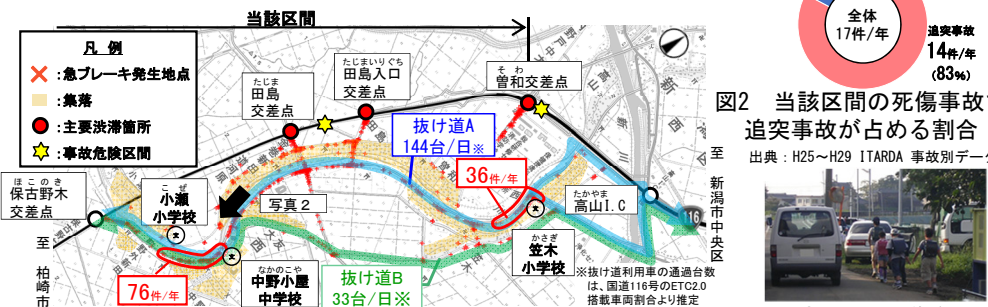 当該区間
凡 例
:急ブレーキ発生地点
:集落
:主要渋滞箇所
:事故危険区間
たじま
田島
交差点
たじまいりぐち
田島入口
交差点
そわ
曽和交差点
抜け道A
144台/日※
36件/年
ほこのき
保古野木
交差点
こぜ
小瀬
小学校
写真2
たかやま
高山I.C
116
至 新潟市中央区
至 柏崎市
76件/年
なかのこや
中野小屋
中学校
抜け道B
33台/日※
かさぎ
笠木
小学校
※抜け道利用車の通過台数
は、国道116号のETC2.0
搭載車両割合より推定
全体
17件/年
追突事故
14件/年
(83%)
図2 当該区間の死傷事故で
追突事故が占める割合
出典:H25~H29 ITARDA 事故別データ